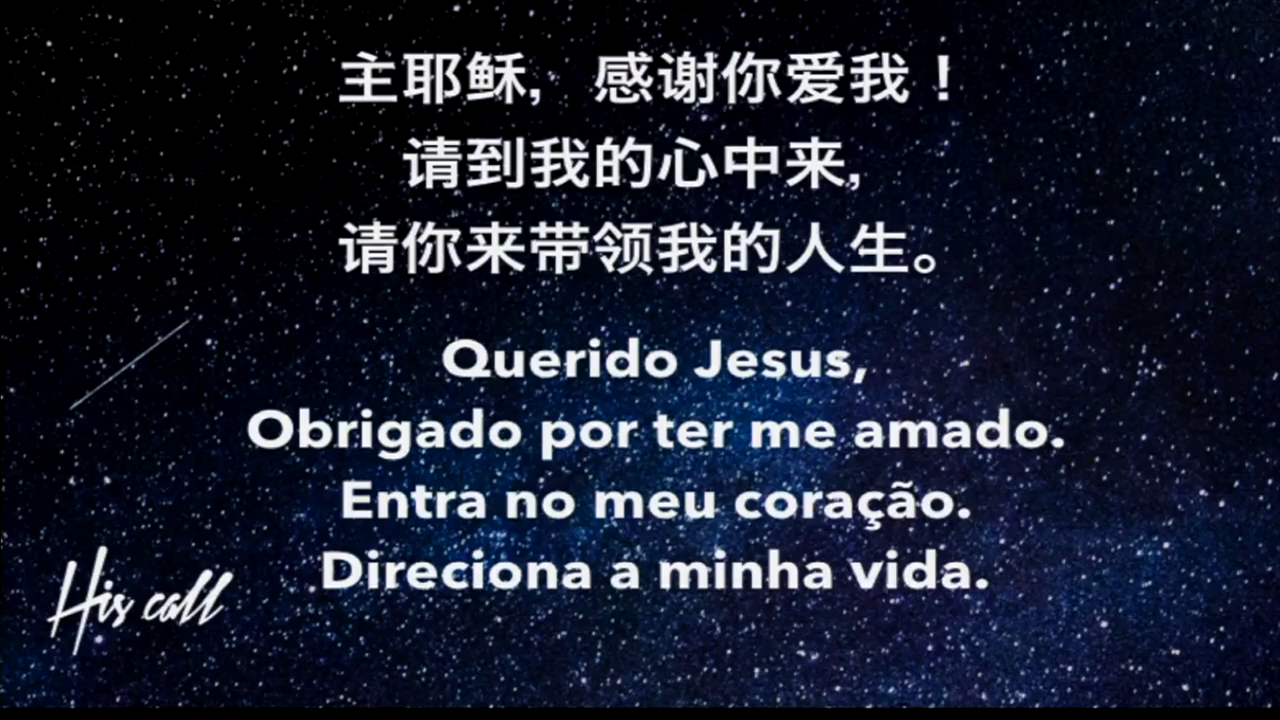 主耶稣，感谢你爱我！
请到我的心中来，
请你来带领我的人生。
Querido Jesus,
Obrigado por ter me amado.
Entra no meu coração.
Direciona a minha vida.
His call